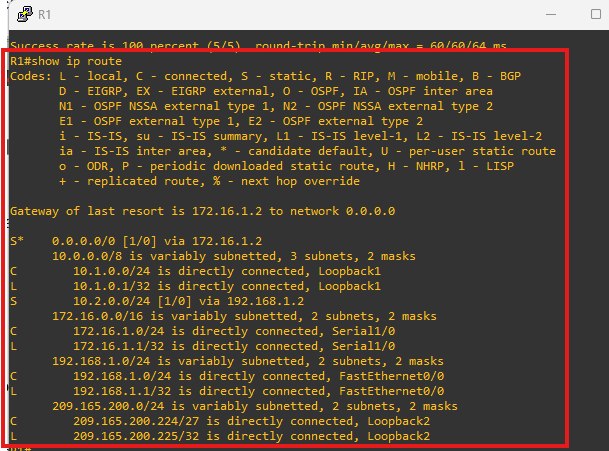 R1
Success rate is 100 percent (5/5), round-trip min/avg/max = 60/60/64 ms
R1#show ip route
Codes: L - local, C - connected, S - static, R - RIP, M - mobile, B - BGP
D - EIGRP, EX - EIGRP external, O - OSPF, IA - OSPF inter area
N1 - OSPF NSSA external type 1, N2 - OSPF NSSA external type 2
E1 - OSPF external type 1, E2 - OSPF external type 2
i - IS-IS, su - IS-IS summary, L1 - IS-IS level-1, L2 - IS-IS level-2
ia - IS-IS inter area, * - candidate default, U - per-user static route
o - ODR, P - periodic downloaded static route, H - NHRP, l - LISP
+ - replicated route, % - next hop override
Gateway of last resort is 172.16.1.2 to network 0.0.0.0
S* 0.0.0.0/0 [1/0] via 172.16.1.2
10.0.0.0/8 is variably subnetted, 3 subnets, 2 masks
C 10.1.0.0/24 is directly connected, Loopback1
L 10.1.0.1/32 is directly connected, Loopback1
S 10.2.0.0/24 [1/0] via 192.168.1.2
172.16.0.0/16 is variably subnetted, 2 subnets, 2 masks
C 172.16.1.0/24 is directly connected, Serial1/0
L 172.16.1.1/32 is directly connected, Serial1/0
192.168.1.0/24 is variably subnetted, 2 subnets, 2 masks
C 192.168.1.0/24 is directly connected, FastEthernet0/0
L 192.168.1.1/32 is directly connected, FastEthernet0/0
209.165.200.0/24 is variably subnetted, 2 subnets, 2 masks
C 209.165.200.224/27 is directly connected, Loopback2
L 209.165.200.225/32 is directly connected, Loopback2
R1#